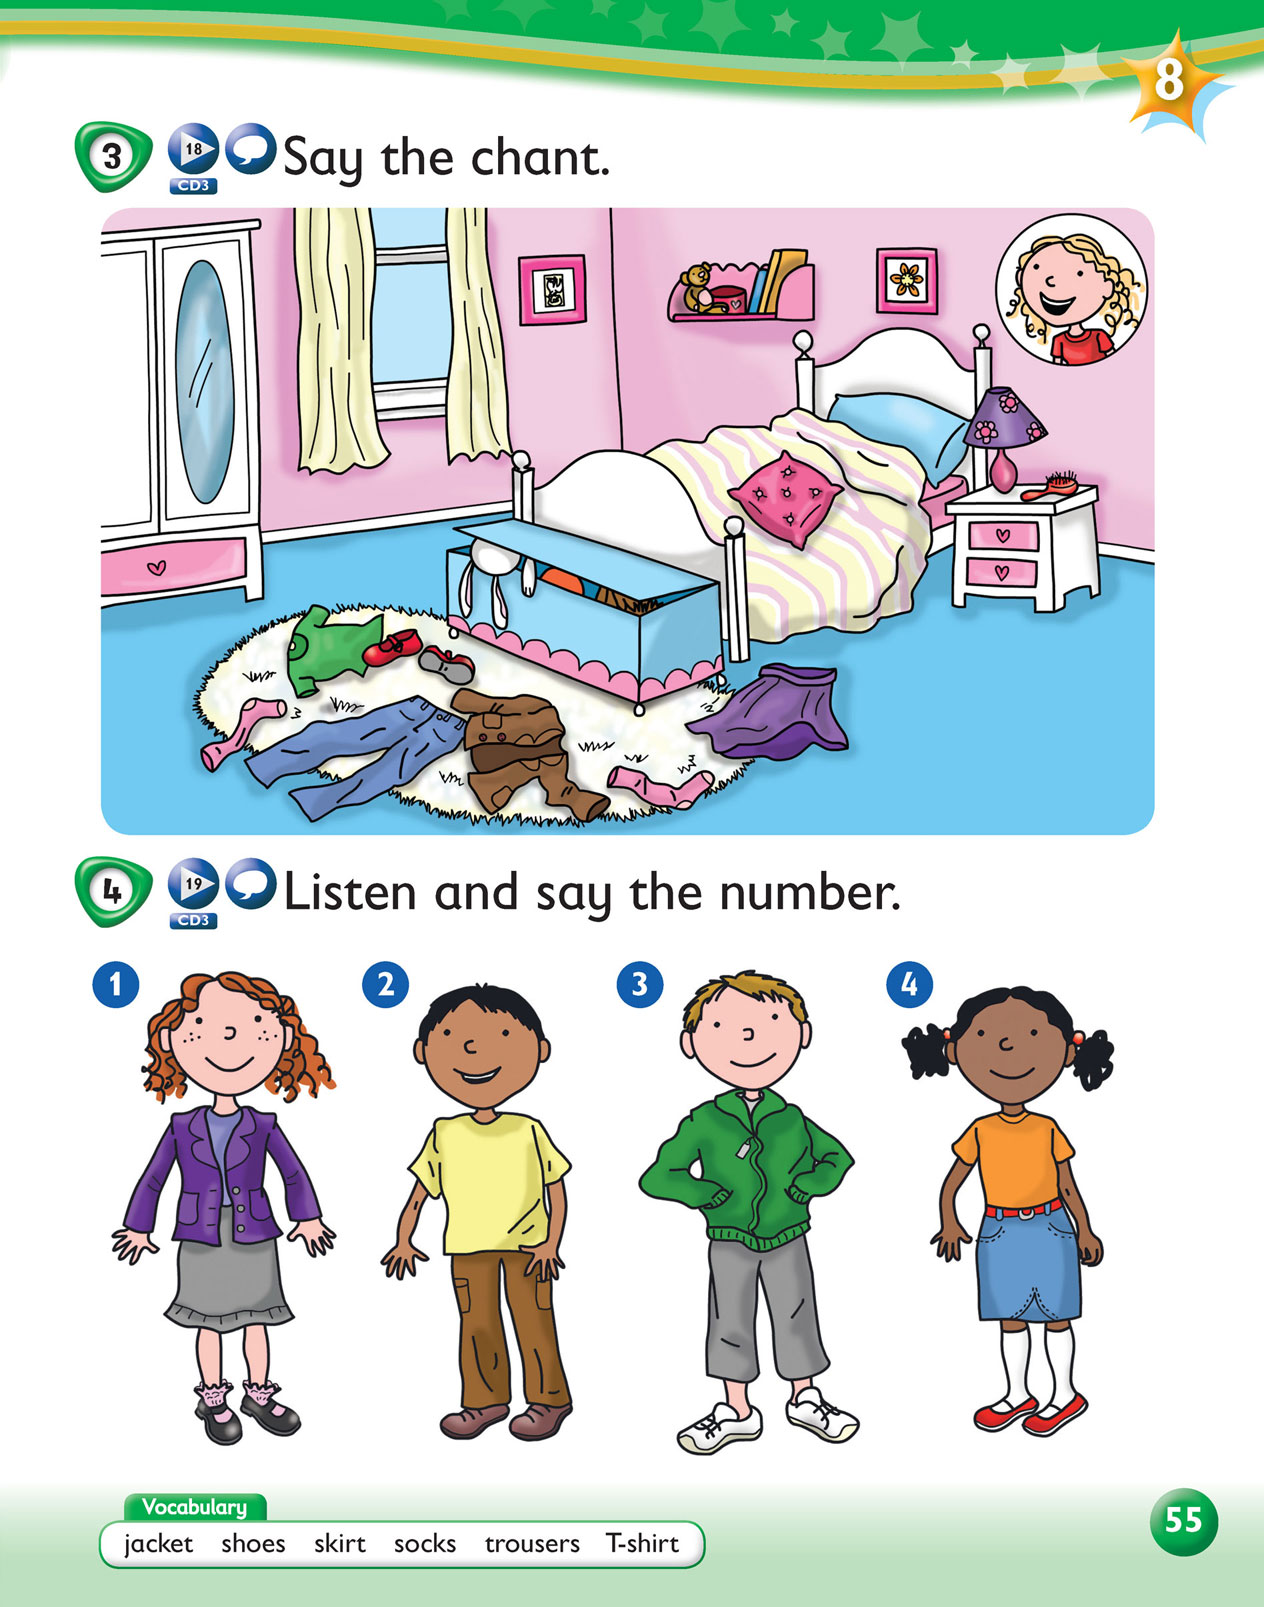 8
3 18 CD3 Say the chant.
4 19 CD3 Listen and say the number.
1 2 3 4
Vocabulary
jacket shoes skirt socks trousers T-shirt
55